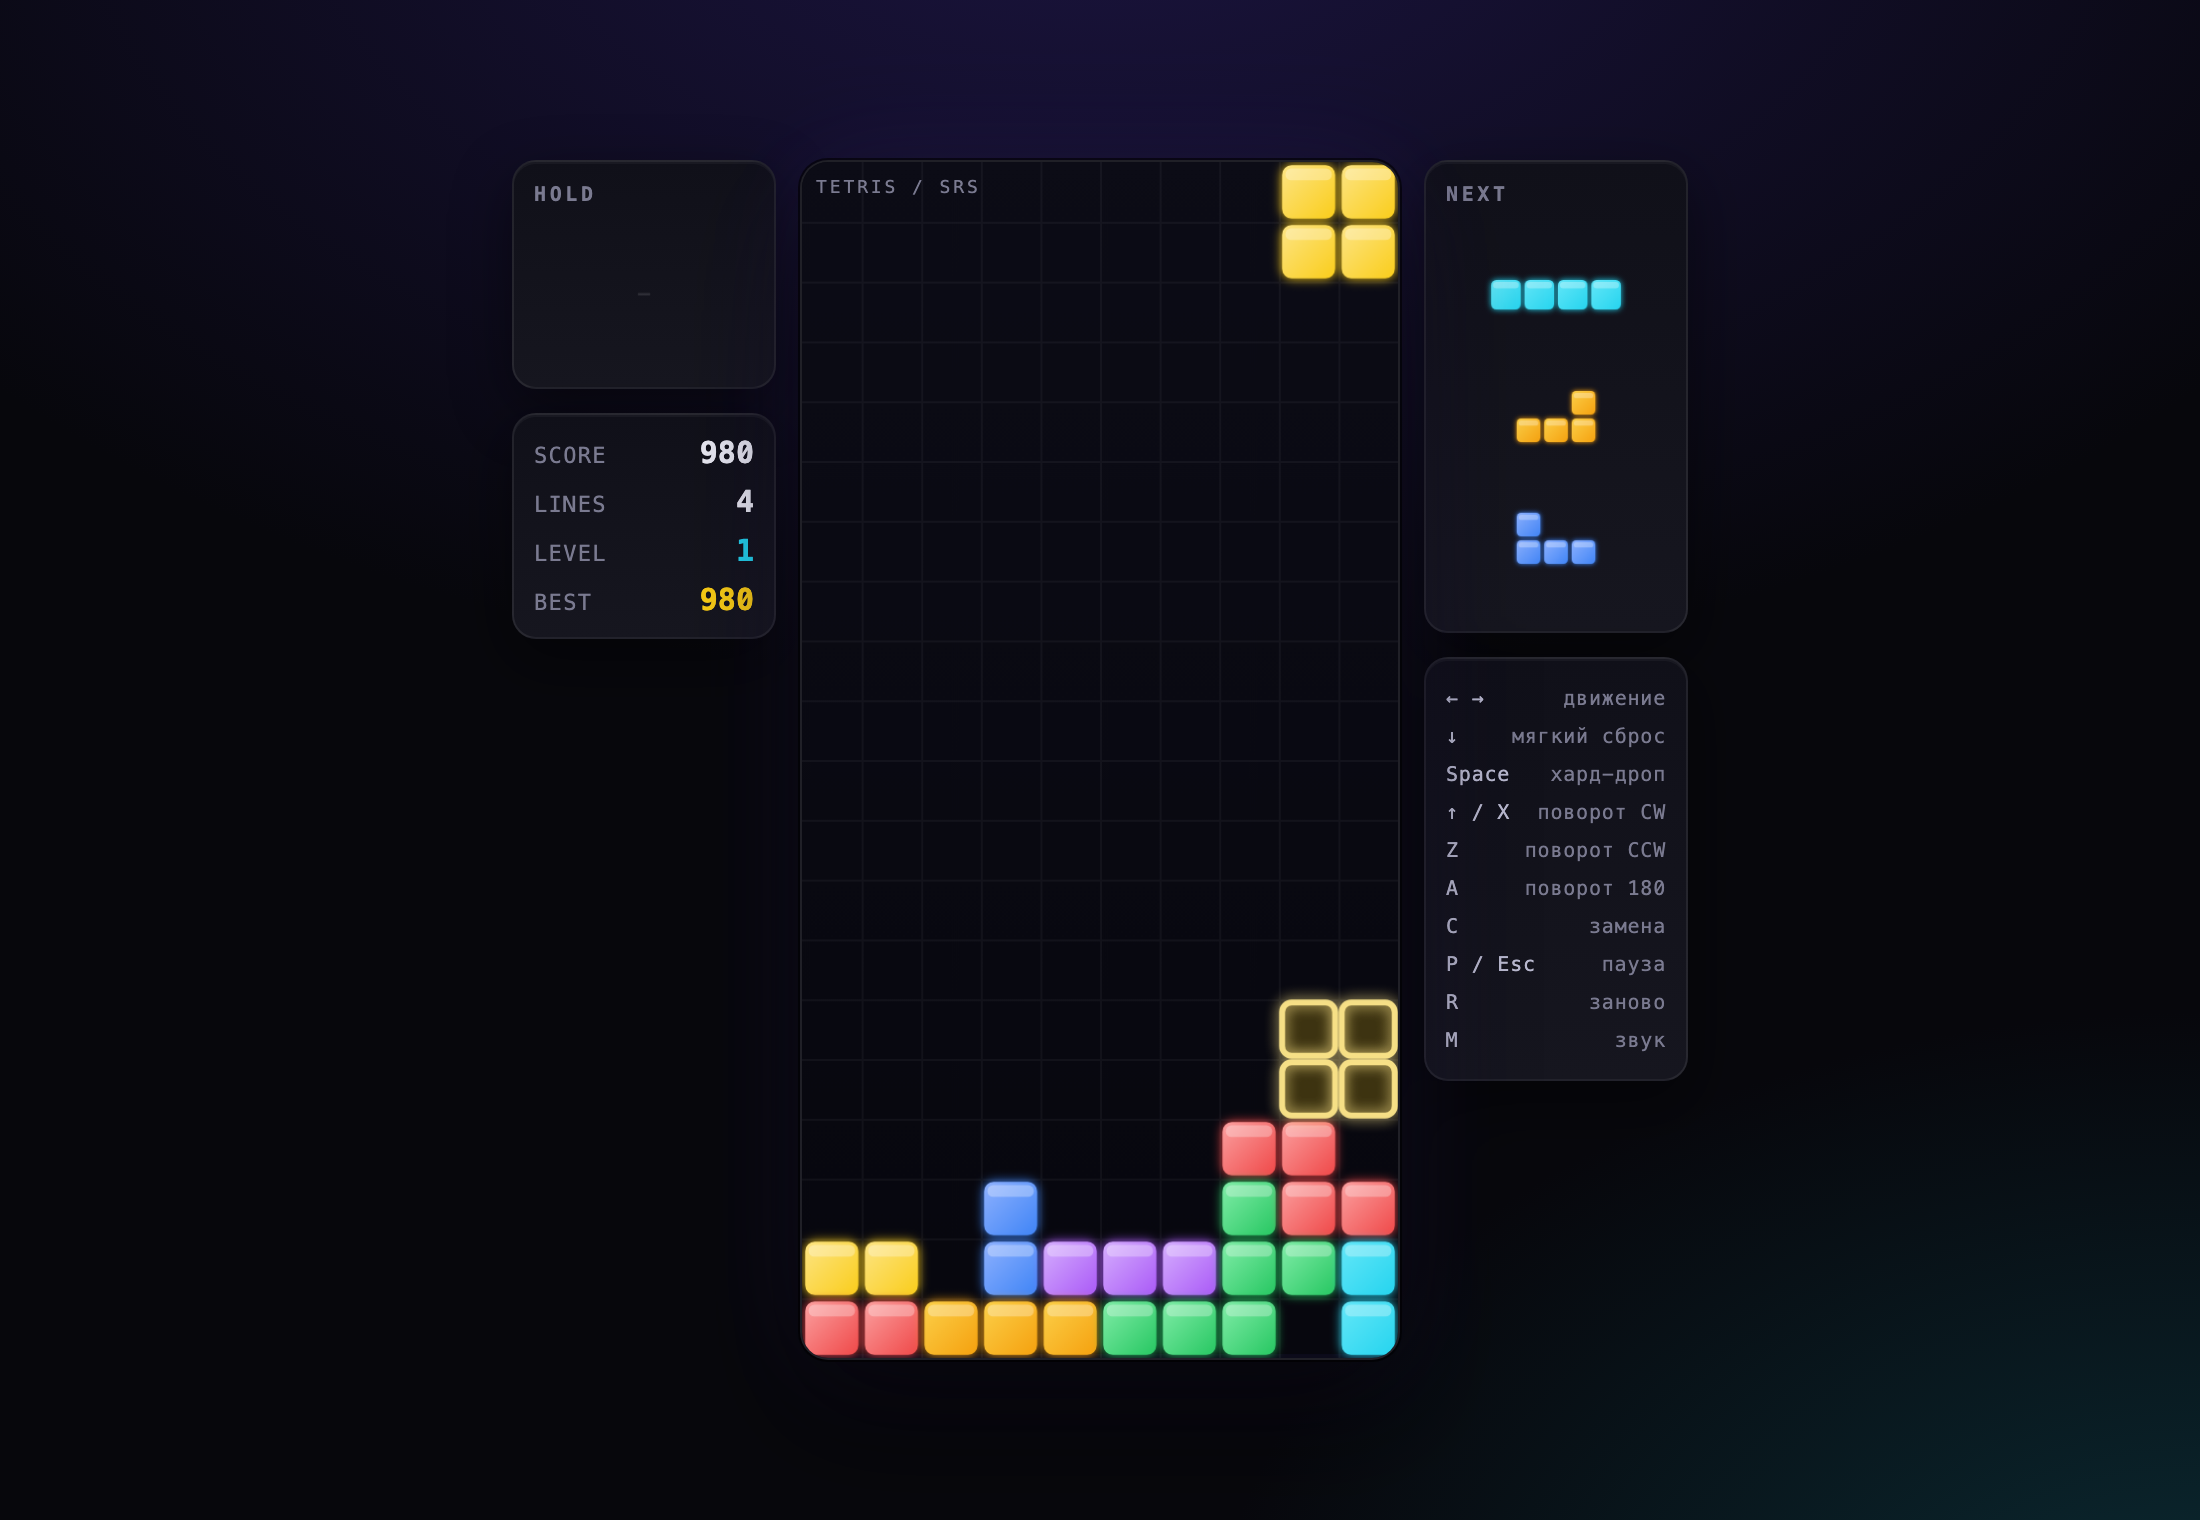 HOLD
–
SCORE 980
LINES 4
LEVEL 1
BEST 980
TETRIS / SRS
NEXT
← → движение
↓ мягкий сброс
Space хард–дроп
↑ / X поворот CW
Z поворот CCW
A поворот 180
C замена
P / Esc пауза
R заново
M звук